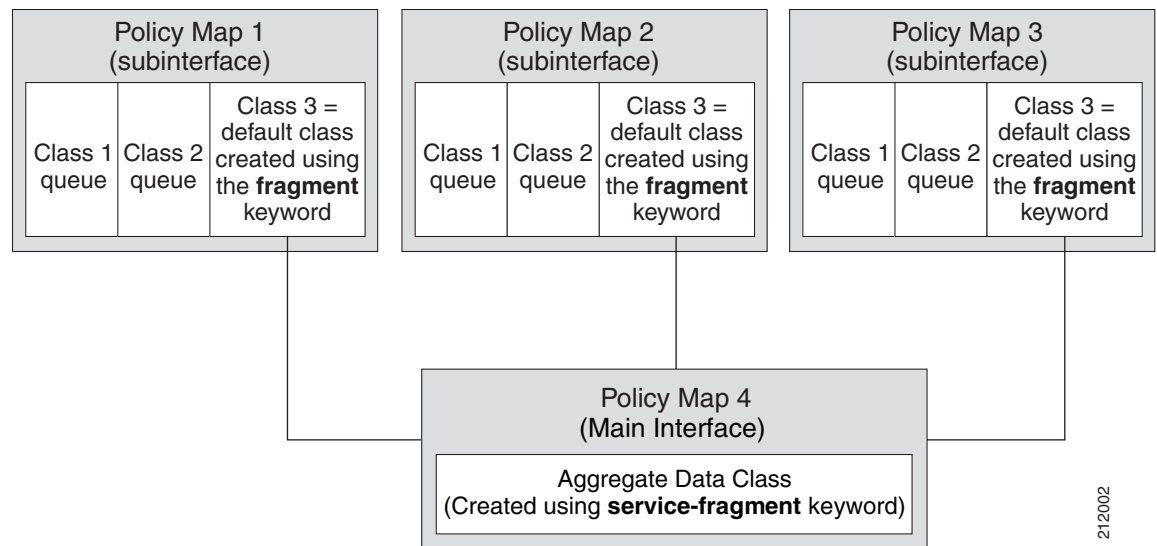 Policy Map 1
(subinterface)
Class 1
queue
Class 2
queue
Class 3 =
default class
created using
the fragment
keyword
Policy Map 2
(subinterface)
Class 1
queue
Class 2
queue
Class 3 =
default class
created using
the fragment
keyword
Policy Map 3
(subinterface)
Class 1
queue
Class 2
queue
Class 3 =
default class
created using
the fragment
keyword
Policy Map 4
(Main Interface)
Aggregate Data Class
(Created using service-fragment keyword)
212002